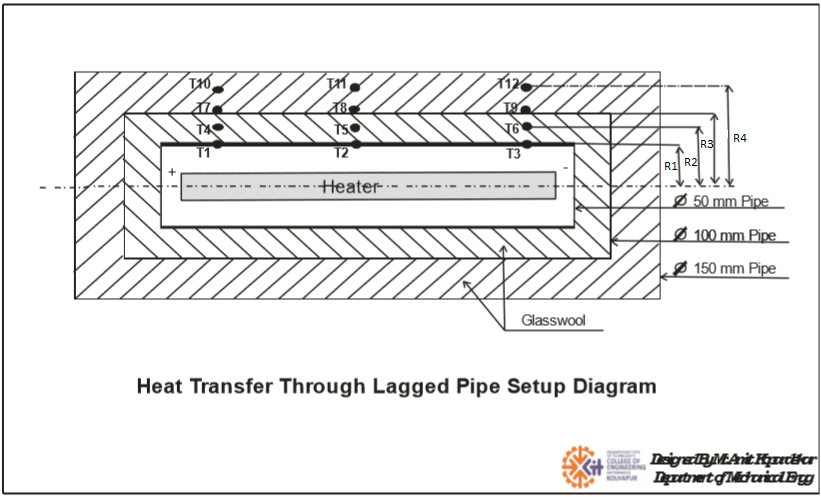 T10 T11 T12
T7 T8 T9
T4 T5 T6
R4
R3
R2
R1
T1 T2 T3
+ -
Heater
Ø 50 mm Pipe
Ø 100 mm Pipe
Ø 150 mm Pipe
Glasswool
Heat Transfer Through Lagged Pipe Setup Diagram
COLLEGE OF
ENGINEERING
KOLHAPUR
Designed By Mr. Amit
Department of Mechanical Engg